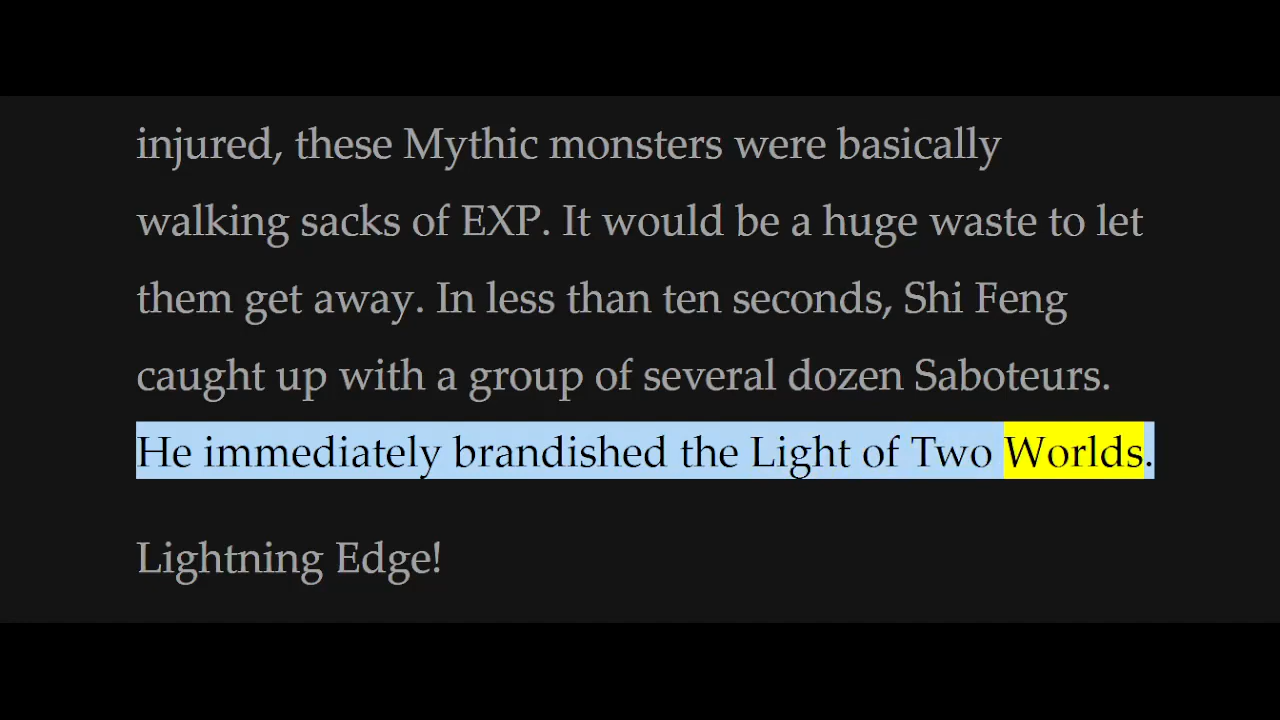 injured, these Mythic monsters were basically
walking sacks of EXP. It would be a huge waste to let
them get away. In less than ten seconds, Shi Feng
caught up with a group of several dozen Saboteurs.
He immediately brandished the Light of Two Worlds.
Lightning Edge!